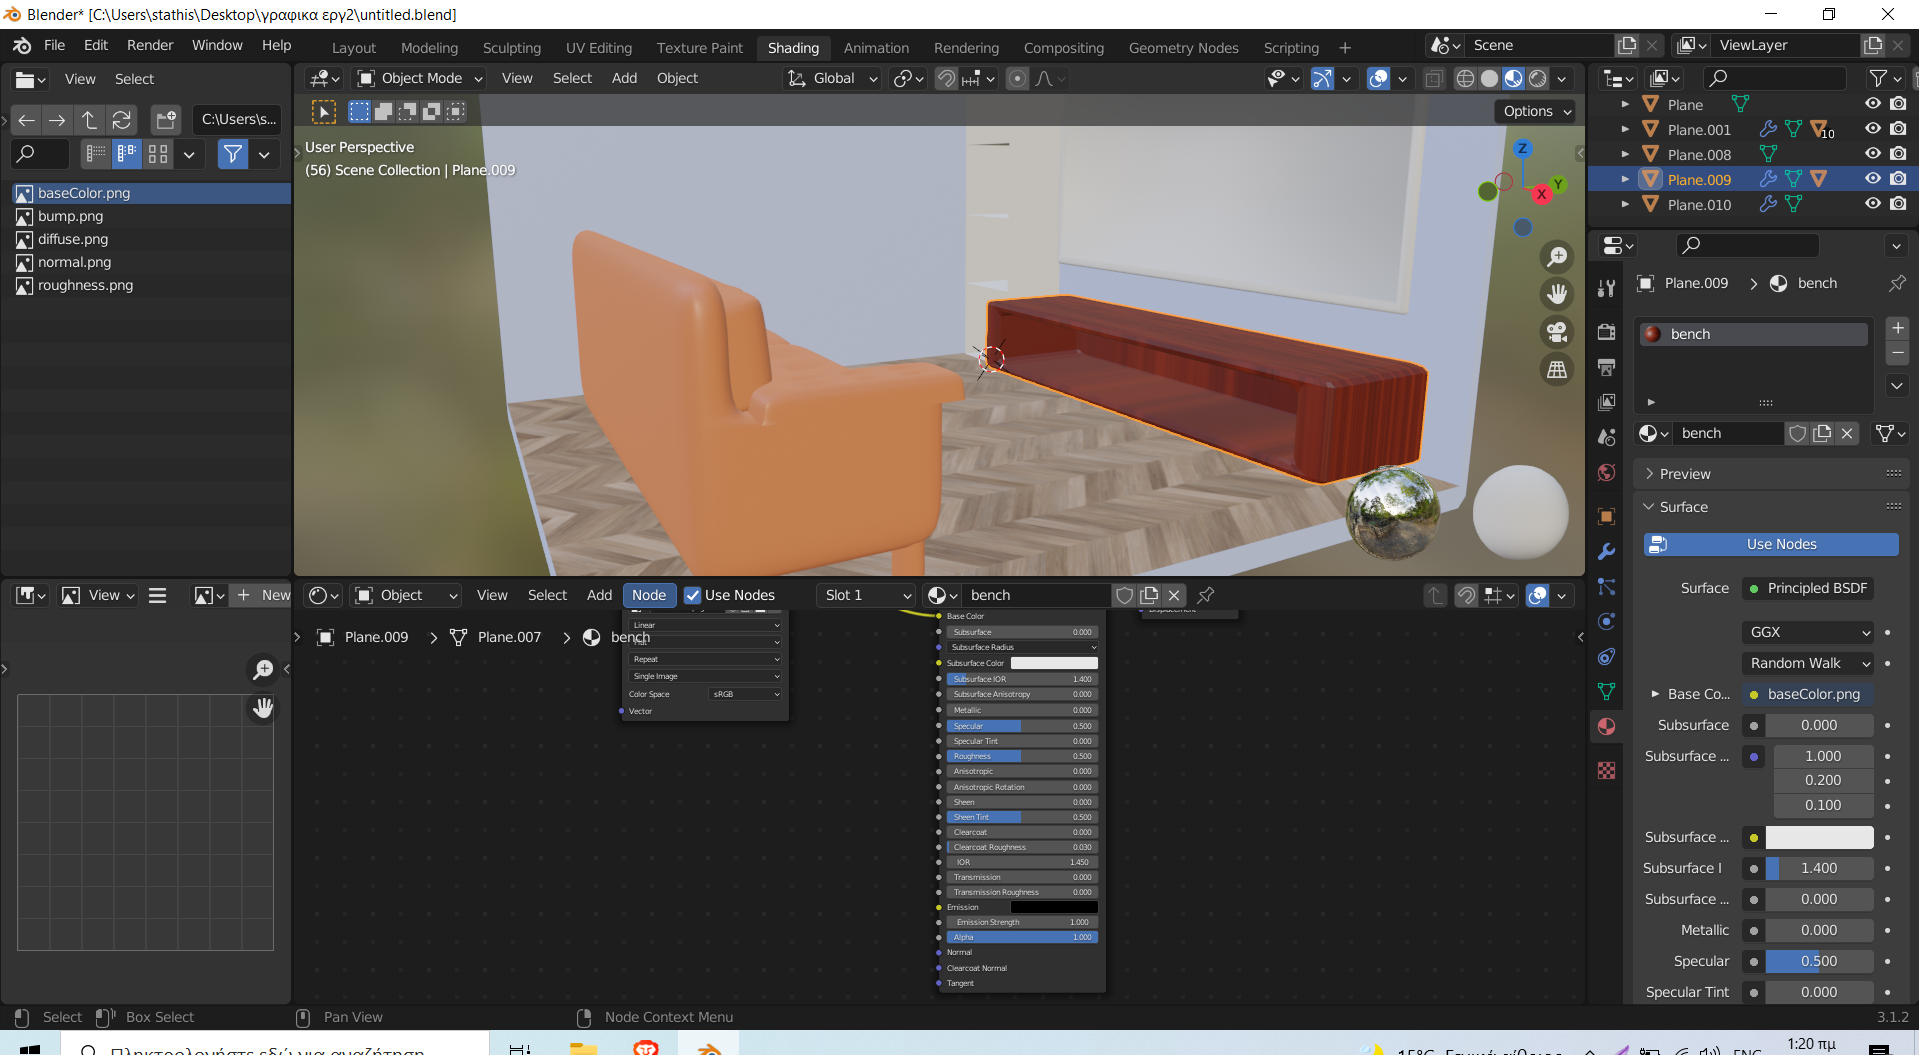 Blender* [C:\Users\stathis\Desktop\γραφικα εργ2\untitled.blend]
File Edit Render Window Help
Layout Modeling Sculpting UV Editing Texture Paint Shading Animation Rendering Compositing Geometry Nodes Scripting +
Scene
ViewLayer
View Select
Object Mode View Select Add Object
Global
C:\Users\s...
Options
baseColor.png
bump.png
diffuse.png
normal.png
roughness.png
User Perspective
(56) Scene Collection | Plane.009
Z
Y
X
Plane
Plane.001
10
Plane.008
Plane.009
Plane.010
Plane.009 > bench
bench
bench
Preview
Surface
Use Nodes
Surface Principled BSDF
GGX
Random Walk
Base Co... baseColor.png
Subsurface 0.000
Subsurface ... 1.000
0.200
0.100
Subsurface ...
Subsurface I 1.400
Subsurface ... 0.000
Metallic 0.000
Specular 0.500
Specular Tint 0.000
View
+ New
Object View Select Add Node Use Nodes
Slot 1
bench
Plane.009 > Plane.007 > bench
Linear
Flat
Repeat
Single Image
Color Space sRGB
Vector
Displacement
Base Color
Subsurface 0.000
Subsurface Radius
Subsurface Color
Subsurface IOR 1.400
Subsurface Anisotropy 0.000
Metallic 0.000
Specular 0.500
Specular Tint 0.000
Roughness 0.500
Anisotropic 0.000
Anisotropic Rotation 0.000
Sheen 0.000
Sheen Tint 0.500
Clearcoat 0.000
Clearcoat Roughness 0.030
IOR 1.450
Transmission 0.000
Transmission Roughness 0.000
Emission
Emission Strength 1.000
Alpha 1.000
Normal
Clearcoat Normal
Tangent
Select
Box Select
Pan View
Node Context Menu
3.1.2
Πληκτρολογήστε εδώ για αναζήτηση
15°C
ENG
1:20 πμ